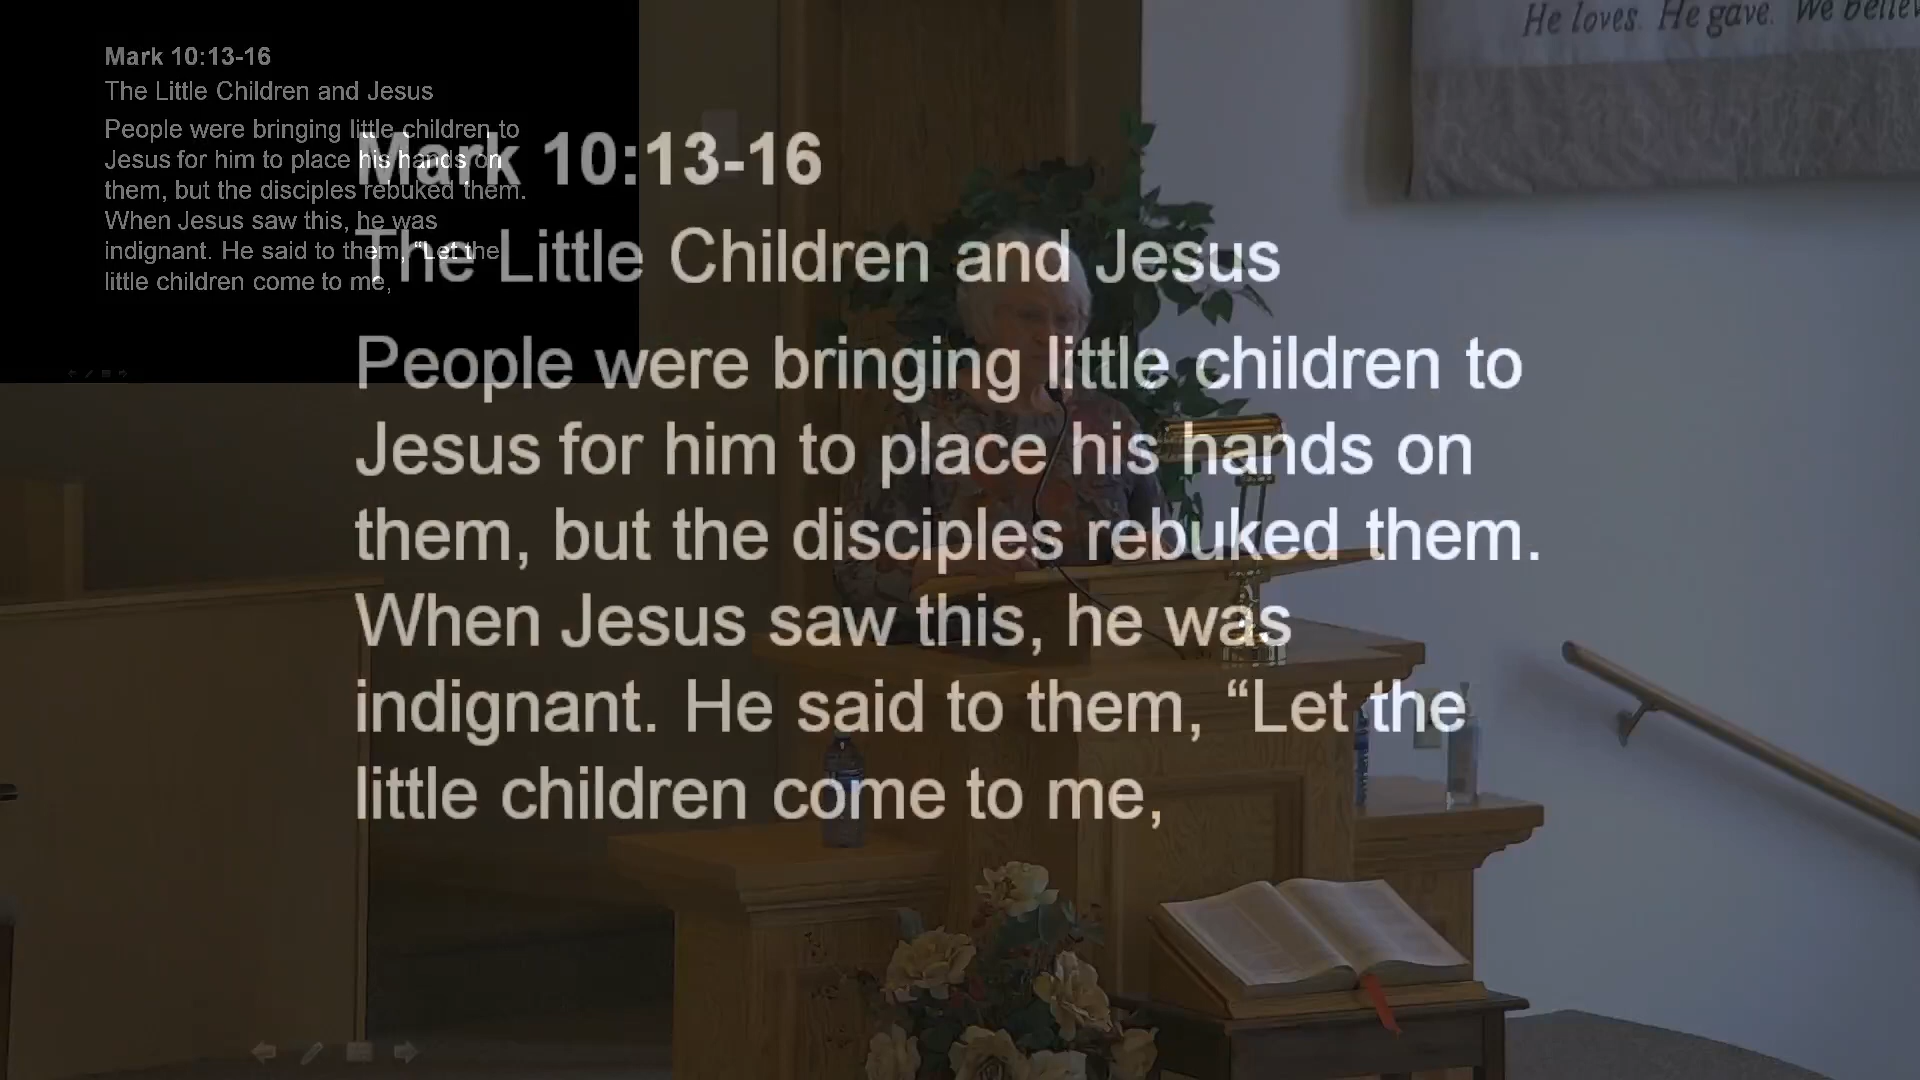 He loves. He gave. We believe
Mark 10:13-16
The Little Children and Jesus
People were bringing little children to
Jesus for him to place his hands on
them, but the disciples rebuked them.
When Jesus saw this, he was
indignant. He said to them, “Let the
little children come to me,
Mark 10:13-16
The Little Children and Jesus
People were bringing little children to
Jesus for him to place his hands on
them, but the disciples rebuked them.
When Jesus saw this, he was
indignant. He said to them, “Let the
little children come to me,